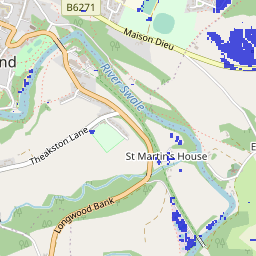 B6271
Maison Dieu
River Swale
nd
Theakston Lane
St Martin's House
E
Longwood Bank